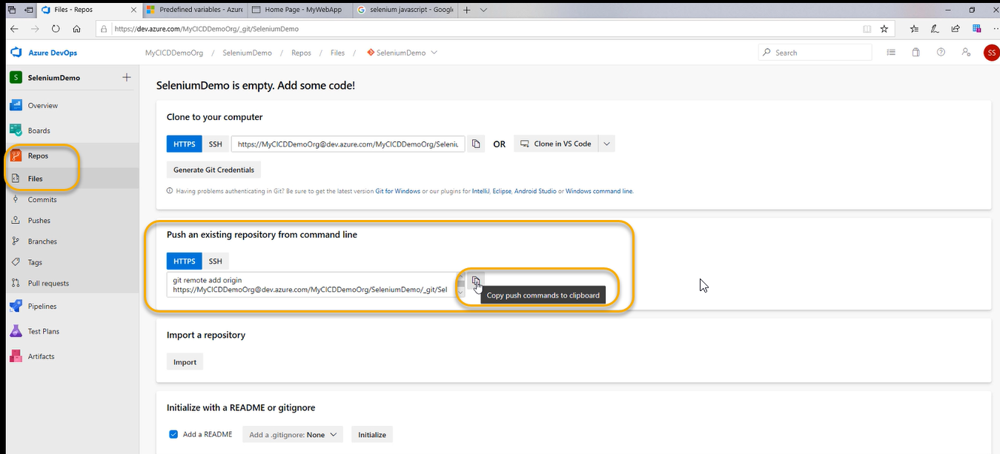 Files - Repos
Predefined variables - Azure
Home Page - MyWebApp
selenium javascript - Googl
https://dev.azure.com/MyCICDDemoOrg/_git/SeleniumDemo
Azure DevOps
MyCICDDemoOrg / SeleniumDemo / Repos / Files / SeleniumDemo
Search
SS
S SeleniumDemo
Overview
Boards
Repos
Files
Commits
Pushes
Branches
Tags
Pull requests
Pipelines
Test Plans
Artifacts
SeleniumDemo is empty. Add some code!
Clone to your computer
HTTPS SSH https://MyCICDDemoOrg@dev.azure.com/MyCICDDemoOrg/Seleniu OR Clone in VS Code
Generate Git Credentials
Having problems authenticating in Git? Be sure to get the latest version Git for Windows or our plugins for IntelliJ, Eclipse, Android Studio or Windows command line.
Push an existing repository from command line
HTTPS SSH
git remote add origin
https://MyCICDDemoOrg@dev.azure.com/MyCICDDemoOrg/SeleniumDemo/_git/Sel
Copy push commands to clipboard
Import a repository
Import
Initialize with a README or gitignore
Add a README Add a .gitignore: None Initialize